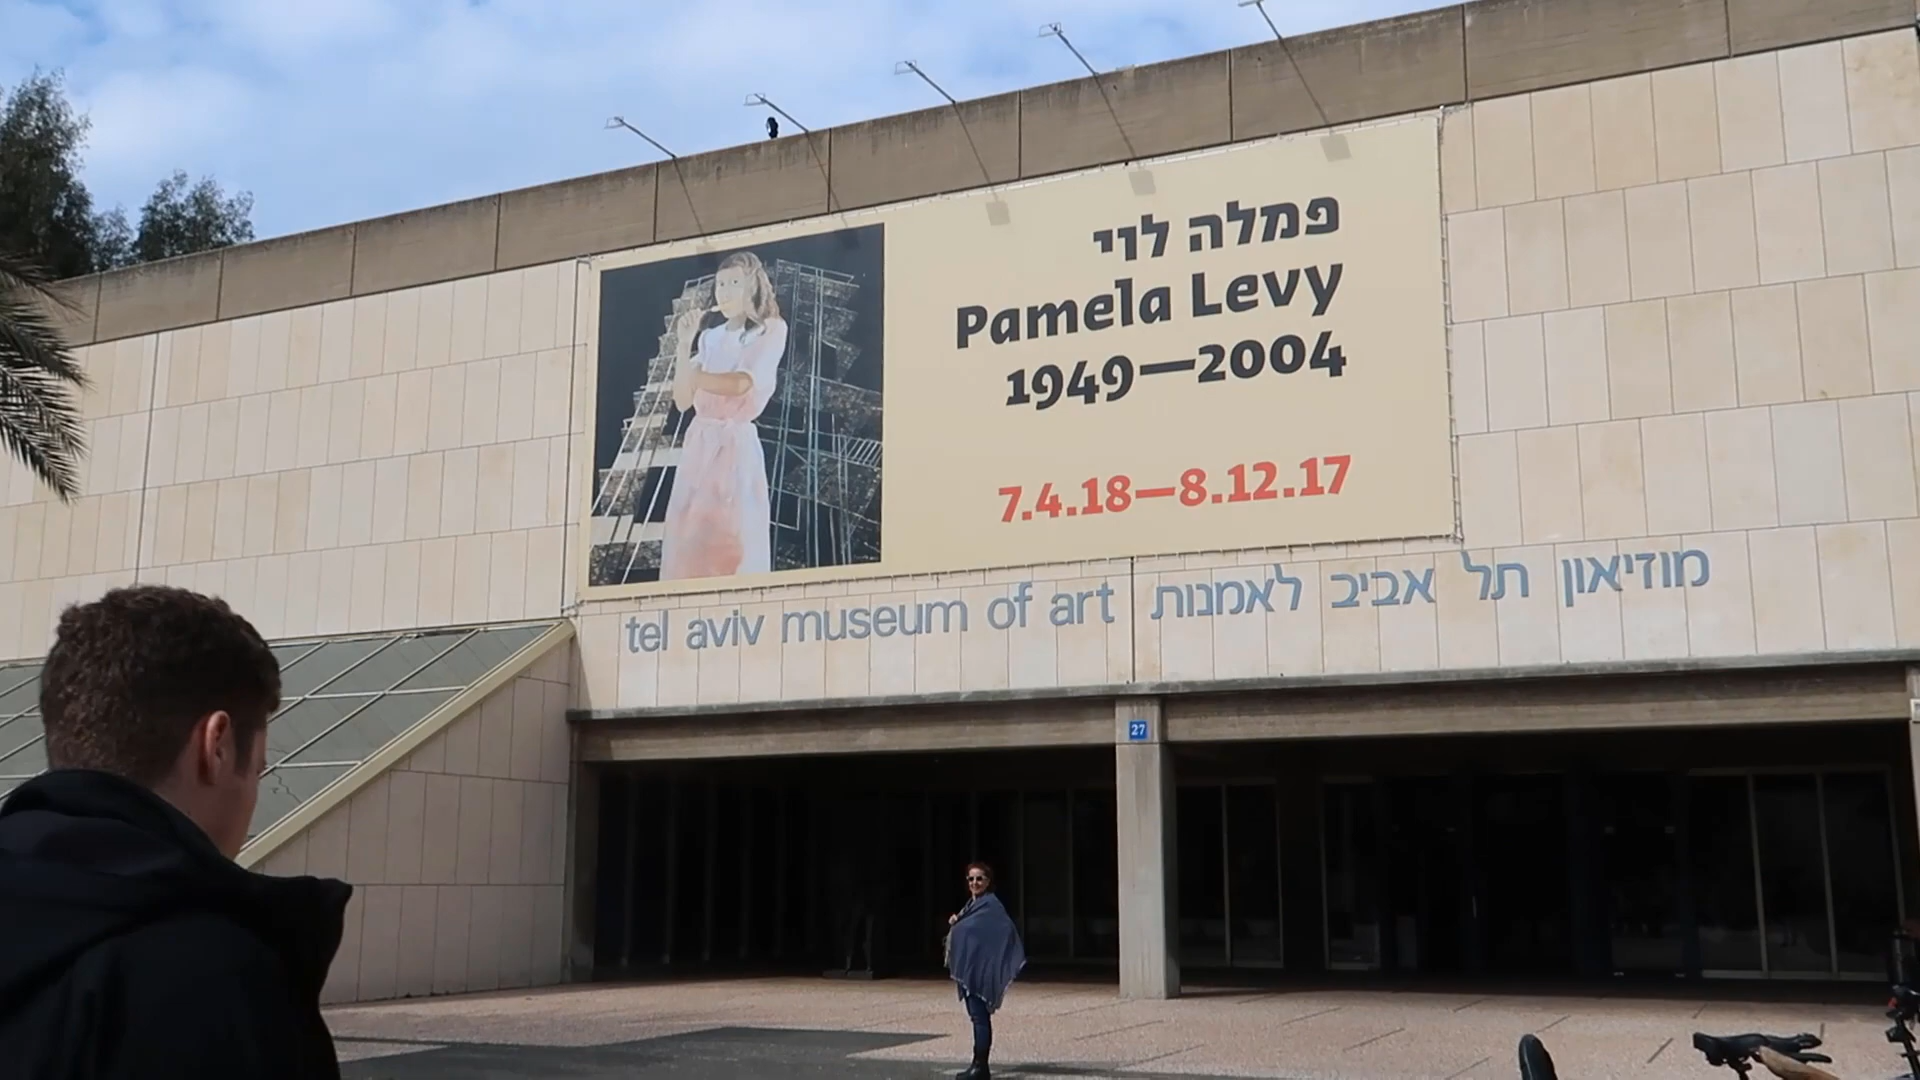 פמלה לוי
Pamela Levy
1949—2004
7.4.18—8.12.17
tel aviv museum of art
מוזיאון תל אביב לאמנות
27